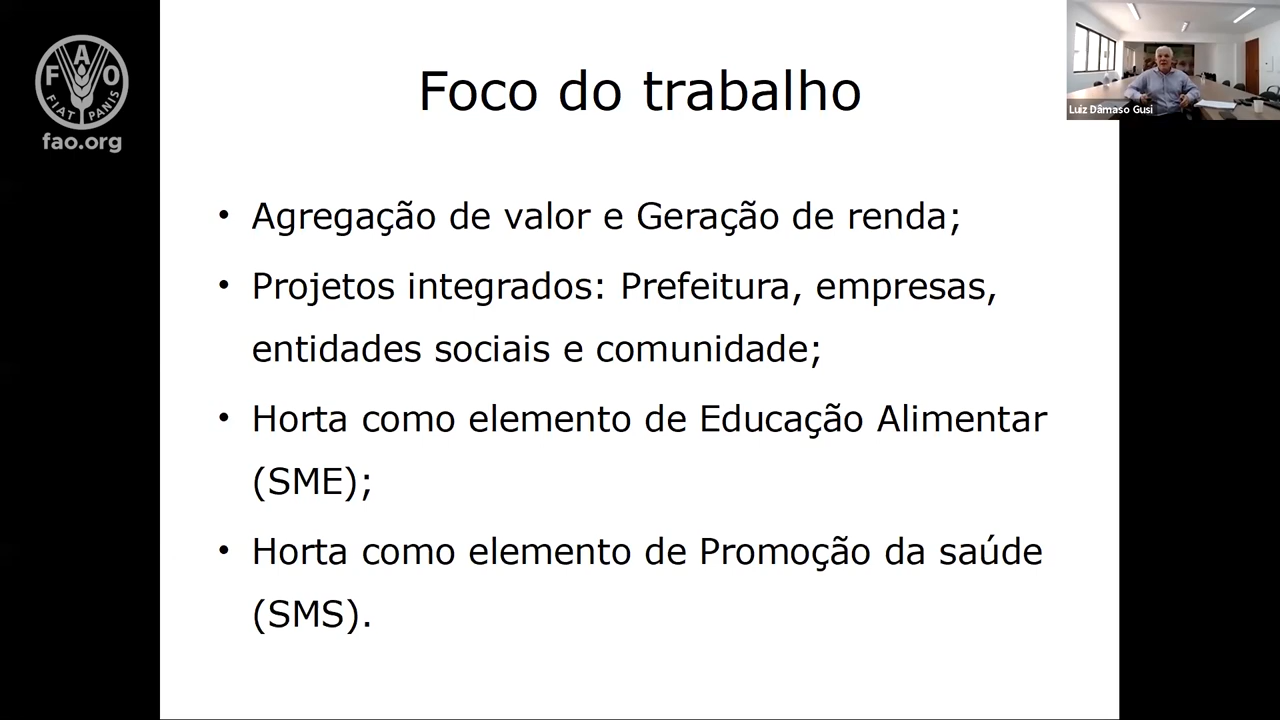 FAO
FIAT PANIS
fao.org
Foco do trabalho
Luiz Dâmaso Gusi
• Agregação de valor e Geração de renda;
• Projetos integrados: Prefeitura, empresas,
entidades sociais e comunidade;
• Horta como elemento de Educação Alimentar
(SME);
• Horta como elemento de Promoção da saúde
(SMS).